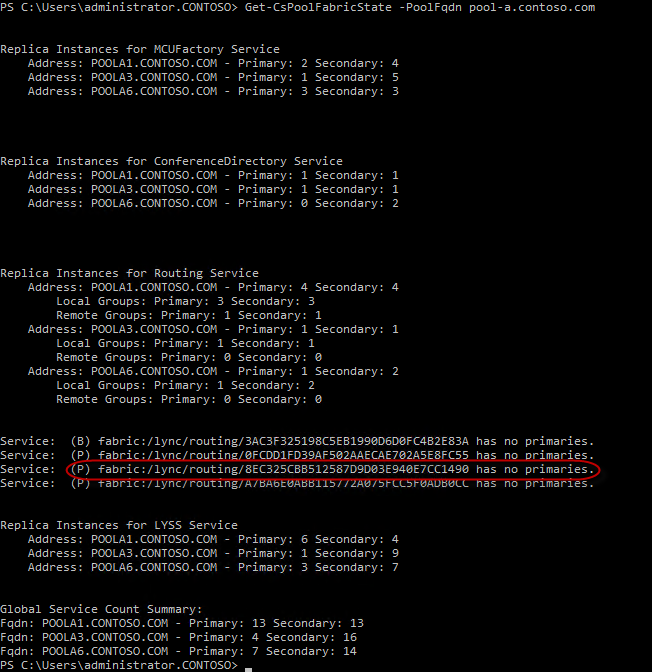 PS C:\Users\administrator.CONTOSO> Get-CsPoolFabricState -PoolFqdn pool-a.contoso.com
Replica Instances for MCUFactory Service
Address: POOLA1.CONTOSO.COM - Primary: 2 Secondary: 4
Address: POOLA3.CONTOSO.COM - Primary: 1 Secondary: 5
Address: POOLA6.CONTOSO.COM - Primary: 3 Secondary: 3
Replica Instances for ConferenceDirectory Service
Address: POOLA1.CONTOSO.COM - Primary: 1 Secondary: 1
Address: POOLA3.CONTOSO.COM - Primary: 1 Secondary: 1
Address: POOLA6.CONTOSO.COM - Primary: 0 Secondary: 2
Replica Instances for Routing Service
Address: POOLA1.CONTOSO.COM - Primary: 4 Secondary: 4
Local Groups: Primary: 3 Secondary: 3
Remote Groups: Primary: 1 Secondary: 1
Address: POOLA3.CONTOSO.COM - Primary: 1 Secondary: 1
Local Groups: Primary: 1 Secondary: 1
Remote Groups: Primary: 0 Secondary: 0
Address: POOLA6.CONTOSO.COM - Primary: 1 Secondary: 2
Local Groups: Primary: 1 Secondary: 2
Remote Groups: Primary: 0 Secondary: 0
Service: (B) fabric:/lync/routing/3AC3F325198C5EB1990D6D0FC4B2E83A has no primaries.
Service: (P) fabric:/lync/routing/0FCDD1FD39AF502AAECAE702A5E8FC55 has no primaries.
Service: (P) fabric:/lync/routing/8EC325CBB512587D9D03E940E7CC1490 has no primaries.
Service: (P) fabric:/lync/routing/A7BA6E0ABB115772A075FCC5F0ADB0CC has no primaries.
Replica Instances for LYSS Service
Address: POOLA1.CONTOSO.COM - Primary: 6 Secondary: 4
Address: POOLA3.CONTOSO.COM - Primary: 1 Secondary: 9
Address: POOLA6.CONTOSO.COM - Primary: 3 Secondary: 7
Global Service Count Summary:
Fqdn: POOLA1.CONTOSO.COM - Primary: 13 Secondary: 13
Fqdn: POOLA3.CONTOSO.COM - Primary: 4 Secondary: 16
Fqdn: POOLA6.CONTOSO.COM - Primary: 7 Secondary: 14
PS C:\Users\administrator.CONTOSO>